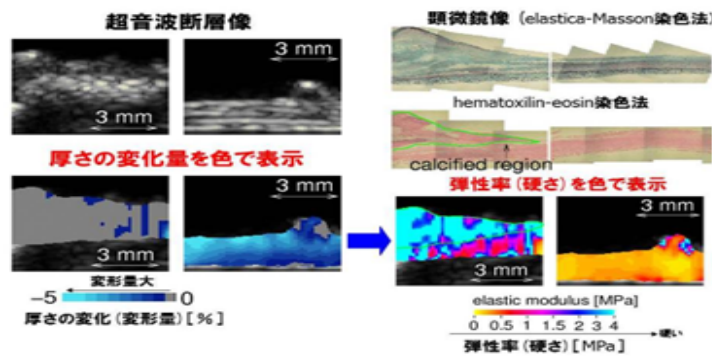 超音波断層像
3 mm
3 mm
厚さの変化量を色で表示
3 mm
3 mm
変形量大
−5 0
厚さの変化(変形量)[%]
顕微鏡像 (elastica-Masson染色法)
hematoxilin-eosin染色法
calcified region
弾性率(硬さ)を色で表示
3 mm
3 mm
elastic modulus [MPa]
0 0.5 1 1.5 2 3 4
硬い
弾性率(硬さ)[MPa]